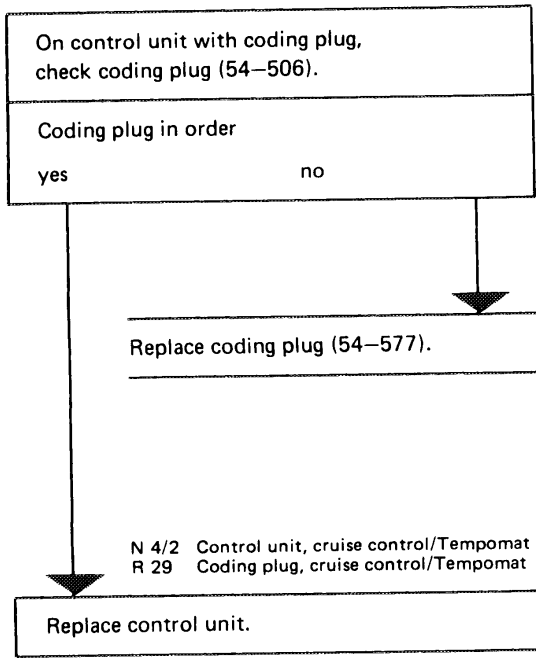 On control unit with coding plug,
check coding plug (54–506).
Coding plug in order
yes no
Replace coding plug (54–577).
N 4/2 Control unit, cruise control/Tempomat
R 29 Coding plug, cruise control/Tempomat
Replace control unit.